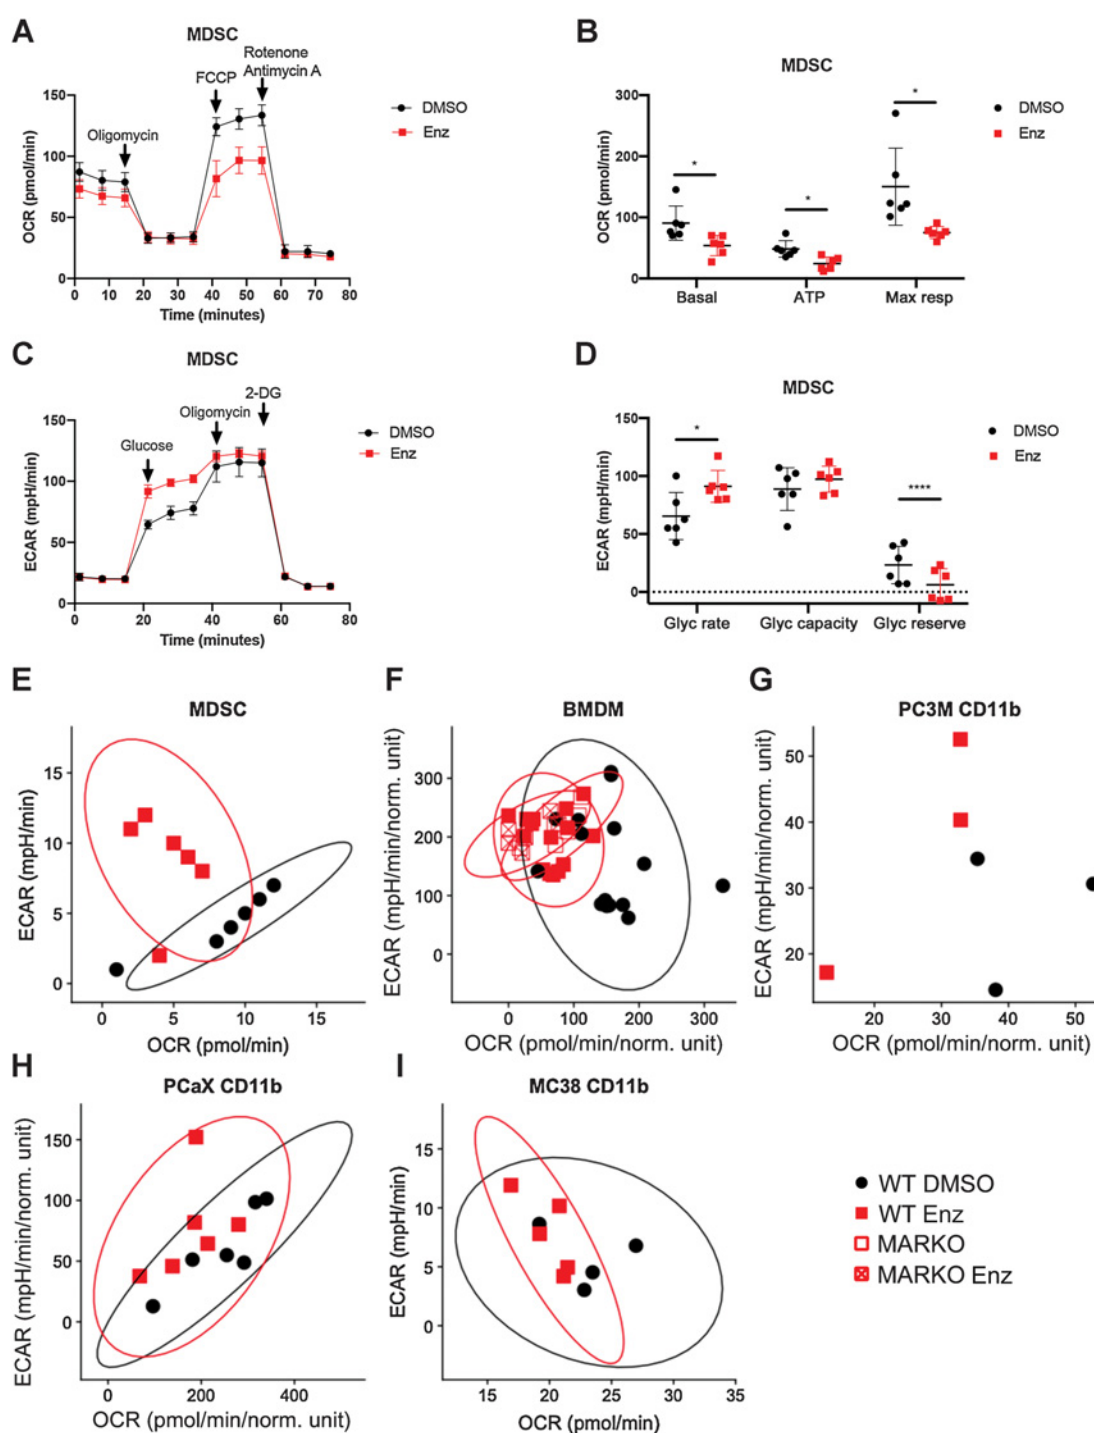 A
MDSC
Rotenone
Antimycin A
FCCP
Oligomycin
DMSO
Enz
OCR (pmol/min)
150
100
50
0
0 10 20 30 40 50 60 70 80
Time (minutes)
B
MDSC
DMSO
Enz
OCR (pmol/min)
300
200
100
0
* * *
Basal ATP Max resp
C
MDSC
2-DG
Oligomycin
Glucose
DMSO
Enz
ECAR (mpH/min)
150
100
50
0
0 20 40 60 80
Time (minutes)
D
MDSC
DMSO
Enz
ECAR (mpH/min)
150
100
50
0
* ****
Glyc rate Glyc capacity Glyc reserve
E
MDSC
ECAR (mpH/min)
15
10
5
0
0 5 10 15
OCR (pmol/min)
F
BMDM
ECAR (mpH/min/norm. unit)
300
200
100
0
0 100 200 300
OCR (pmol/min/norm. unit)
G
PC3M CD11b
ECAR (mpH/min/norm. unit)
50
40
30
20
20 30 40 50
OCR (pmol/min/norm. unit)
H
PCaX CD11b
ECAR (mpH/min/norm. unit)
150
100
50
0
0 200 400
OCR (pmol/min/norm. unit)
I
MC38 CD11b
ECAR (mpH/min)
15
10
5
0
15 20 25 30 35
OCR (pmol/min)
WT DMSO
WT Enz
MARKO
MARKO Enz